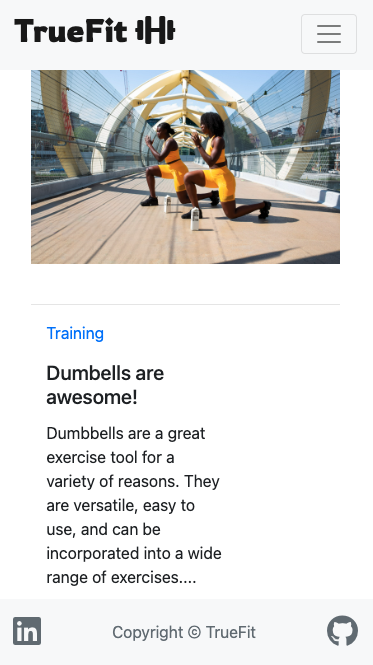 TrueFit
Training
Dumbells are
awesome!
Dumbbells are a great
exercise tool for a
variety of reasons. They
are versatile, easy to
use, and can be
incorporated into a wide
range of exercises....
in
Copyright © TrueFit